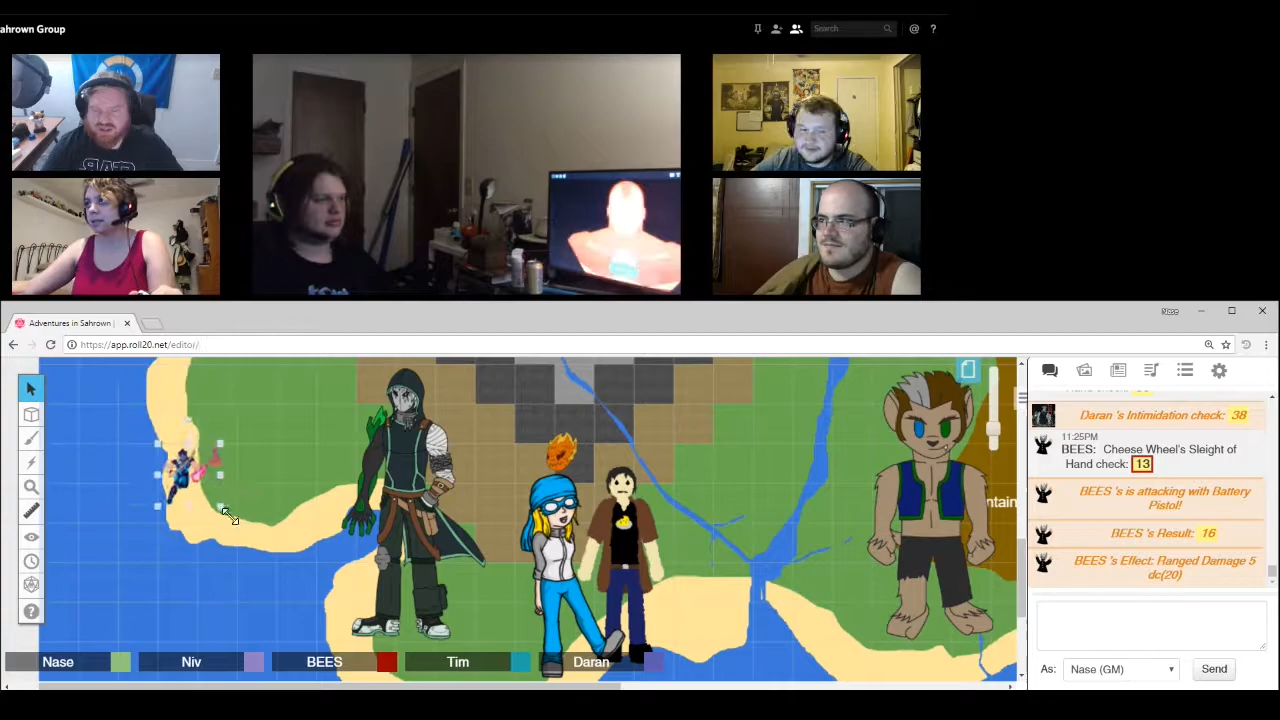 ahrown Group
Search
@
?
Adventures in Sahrown |
https://app.roll20.net/editor/
ntain
Daran 's Intimidation check: 38
11:25PM
BEES: Cheese Wheel's Sleight of
Hand check: 13
BEES 's is attacking with Battery
Pistol!
BEES 's Result: 16
BEES 's Effect: Ranged Damage 5
dc(20)
Nase
Niv
BEES
Tim
Daran
As:
Nase (GM)
Send